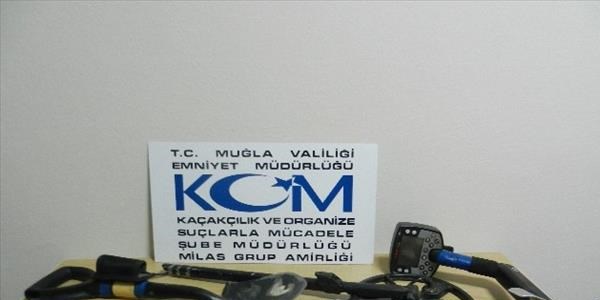 T.C. MUĞLA VALİLİĞİ
EMNİYET MÜDÜRLÜĞÜ
KOM
KAÇAKÇILIK VE ORGANİZE
SUÇLARLA MÜCADELE
ŞUBE MÜDÜRLÜĞÜ
MİLAS GRUP AMİRLİĞİ